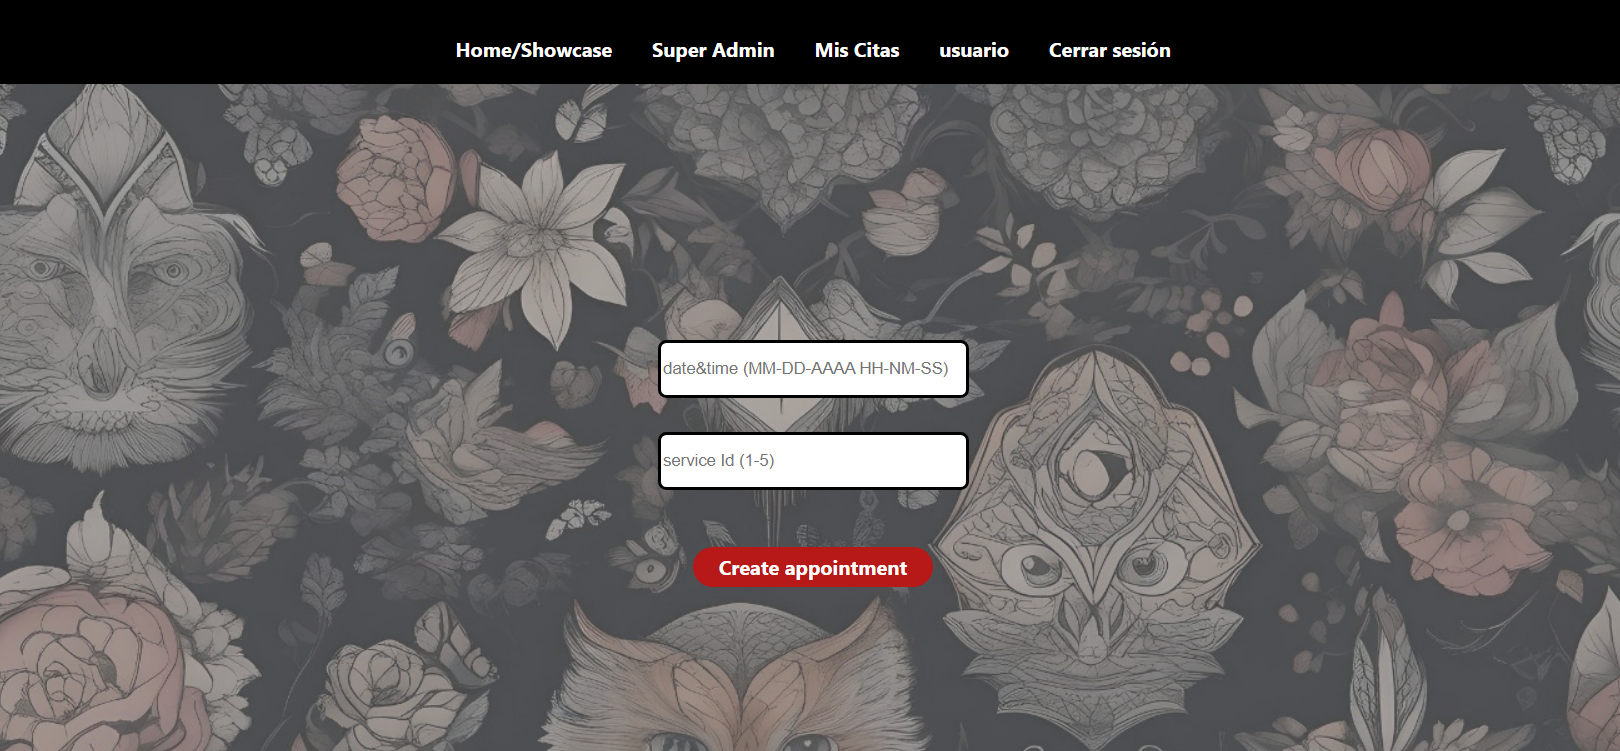 Home/Showcase Super Admin Mis Citas usuario Cerrar sesión
date&time (MM-DD-AAAA HH-NM-SS)
service Id (1-5)
Create appointment